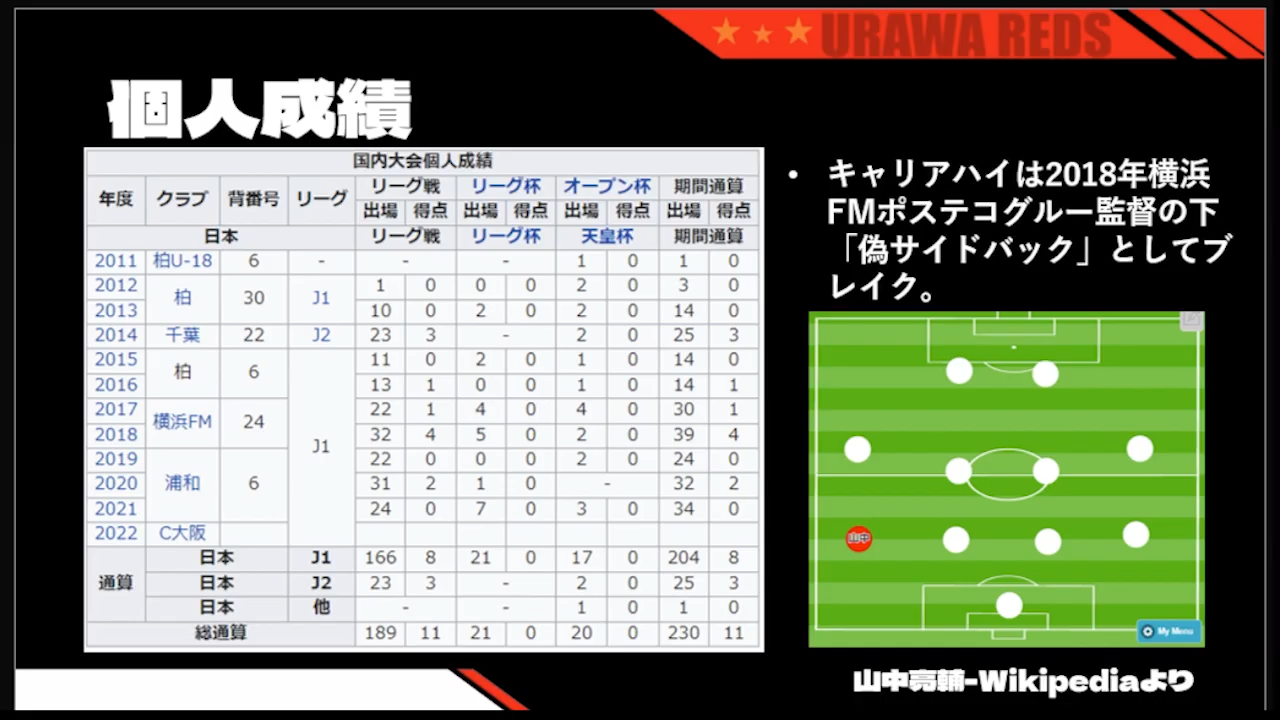 URAWA REDS
個人成績
国内大会個人成績
年度 クラブ 背番号 リーグ リーグ戦 リーグ杯 オープン杯 期間通算
出場 得点 出場 得点 出場 得点 出場 得点
日本 リーグ戦 リーグ杯 天皇杯 期間通算
2011 柏U-18 6 - - - 1 0 1 0
2012 柏 30 J1 1 0 0 0 2 0 3 0
2013 10 0 2 0 2 0 14 0
2014 千葉 22 J2 23 3 - 2 0 25 3
2015 柏 6 J1 11 0 2 0 1 0 14 0
2016 13 1 0 0 1 0 14 1
2017 横浜FM 24 22 1 4 0 4 0 30 1
2018 32 4 5 0 2 0 39 4
2019 浦和 6 22 0 0 0 2 0 24 0
2020 31 2 1 0 - 32 2
2021 24 0 7 0 3 0 34 0
2022 C大阪
通算 日本 J1 166 8 21 0 17 0 204 8
日本 J2 23 3 - 2 0 25 3
日本 他 - - 1 0 1 0
総通算 189 11 21 0 20 0 230 11
• キャリアハイは2018年横浜
FMポステコグルー監督の下
「偽サイドバック」としてブ
レイク。
山中
My Menu
山中亮輔-Wikipediaより